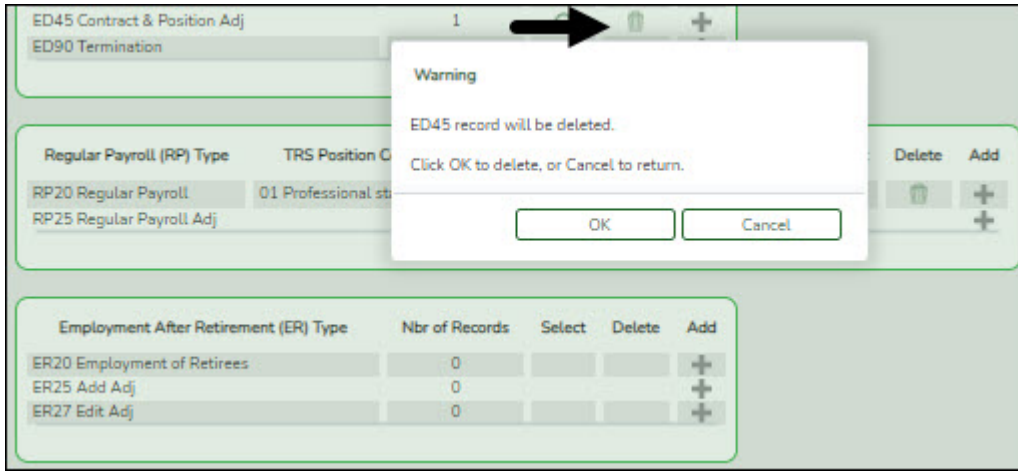 ED45 Contract & Position Adj 1
ED90 Termination
Warning
ED45 record will be deleted.
Click OK to delete, or Cancel to return.
OK Cancel
Regular Payroll (RP) Type TRS Position Delete Add
RP20 Regular Payroll 01 Professional
RP25 Regular Payroll Adj
Employment After Retirement (ER) Type Nbr of Records Select Delete Add
ER20 Employment of Retirees 0
ER25 Add Adj 0
ER27 Edit Adj 0